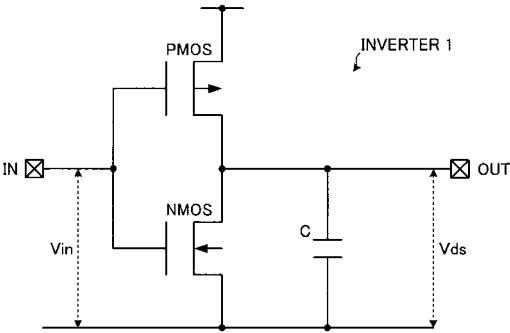 PMOS
INVERTER 1
IN
OUT
NMOS
C
Vin
Vds